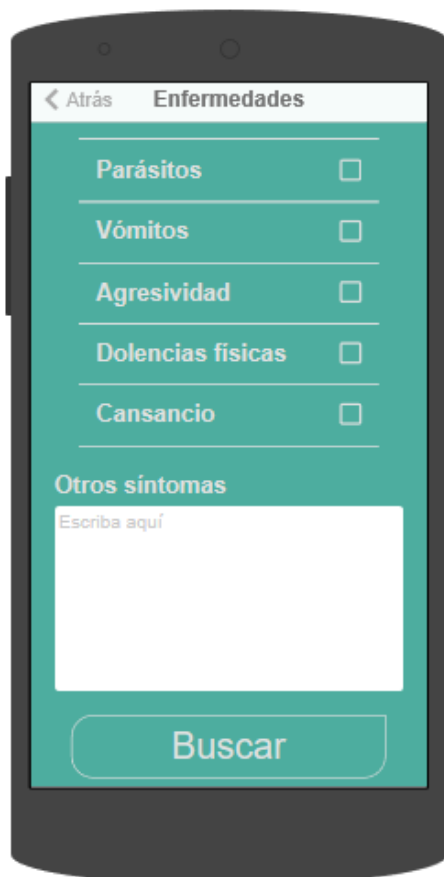 Atrás Enfermedades
Parásitos
Vómitos
Agresividad
Dolencias físicas
Cansancio
Otros síntomas
Escriba aquí
Buscar